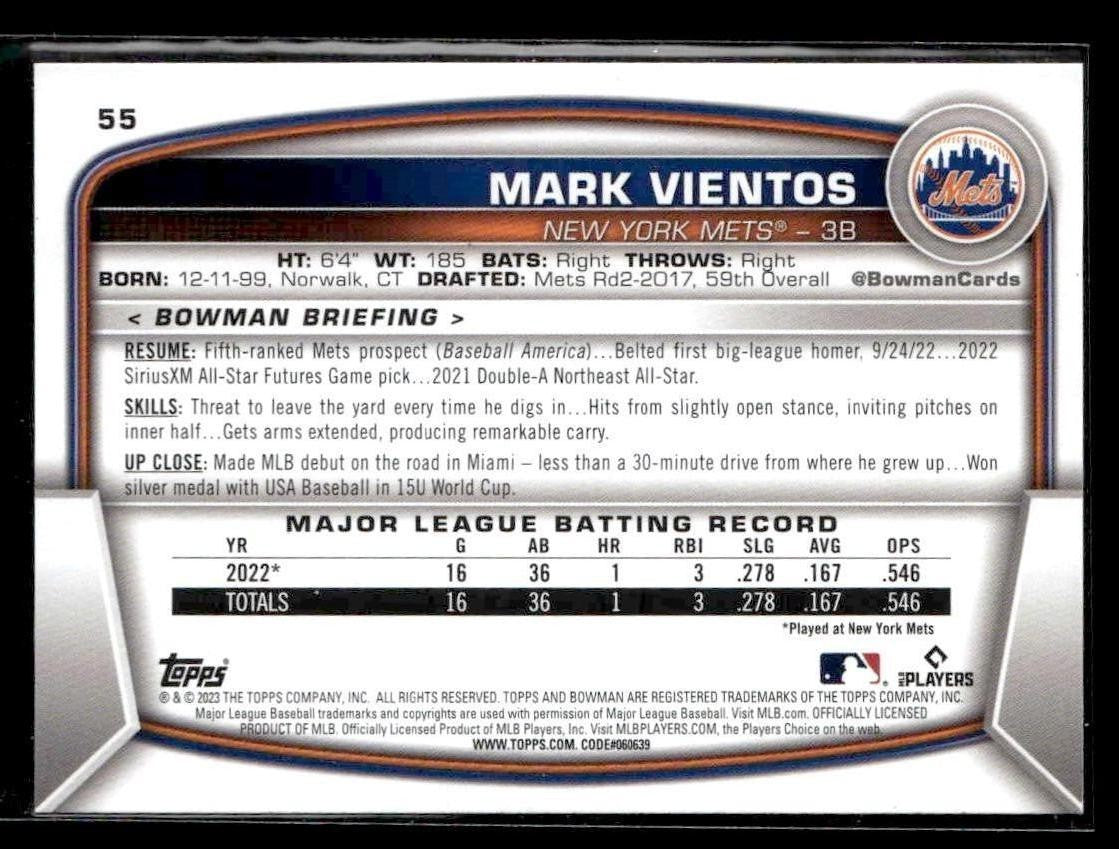 55
Mets
MARK VIENTOS
NEW YORK METS® – 3B
HT: 6'4" WT: 185 BATS: Right THROWS: Right
BORN: 12-11-99, Norwalk, CT DRAFTED: Mets Rd2-2017, 59th Overall @BowmanCards
< BOWMAN BRIEFING >
RESUME: Fifth-ranked Mets prospect (Baseball America)...Belted first big-league homer, 9/24/22...2022
SiriusXM All-Star Futures Game pick...2021 Double-A Northeast All-Star.
SKILLS: Threat to leave the yard every time he digs in...Hits from slightly open stance, inviting pitches on
inner half...Gets arms extended, producing remarkable carry.
UP CLOSE: Made MLB debut on the road in Miami – less than a 30-minute drive from where he grew up...Won
silver medal with USA Baseball in 15U World Cup.
MAJOR LEAGUE BATTING RECORD
YR G AB HR RBI SLG AVG OPS
2022* 16 36 1 3 .278 .167 .546
TOTALS 16 36 1 3 .278 .167 .546
*Played at New York Mets
Topps
MLB PLAYERS
® & © 2023 THE TOPPS COMPANY, INC. ALL RIGHTS RESERVED. TOPPS AND BOWMAN ARE REGISTERED TRADEMARKS OF THE TOPPS COMPANY, INC.
Major League Baseball trademarks and copyrights are used with permission of Major League Baseball. Visit MLB.com. OFFICIALLY LICENSED
PRODUCT OF MLB. Officially Licensed Product of MLB Players, Inc. Visit MLBPLAYERS.COM, the Players Choice on the web.
WWW.TOPPS.COM. CODE#060639